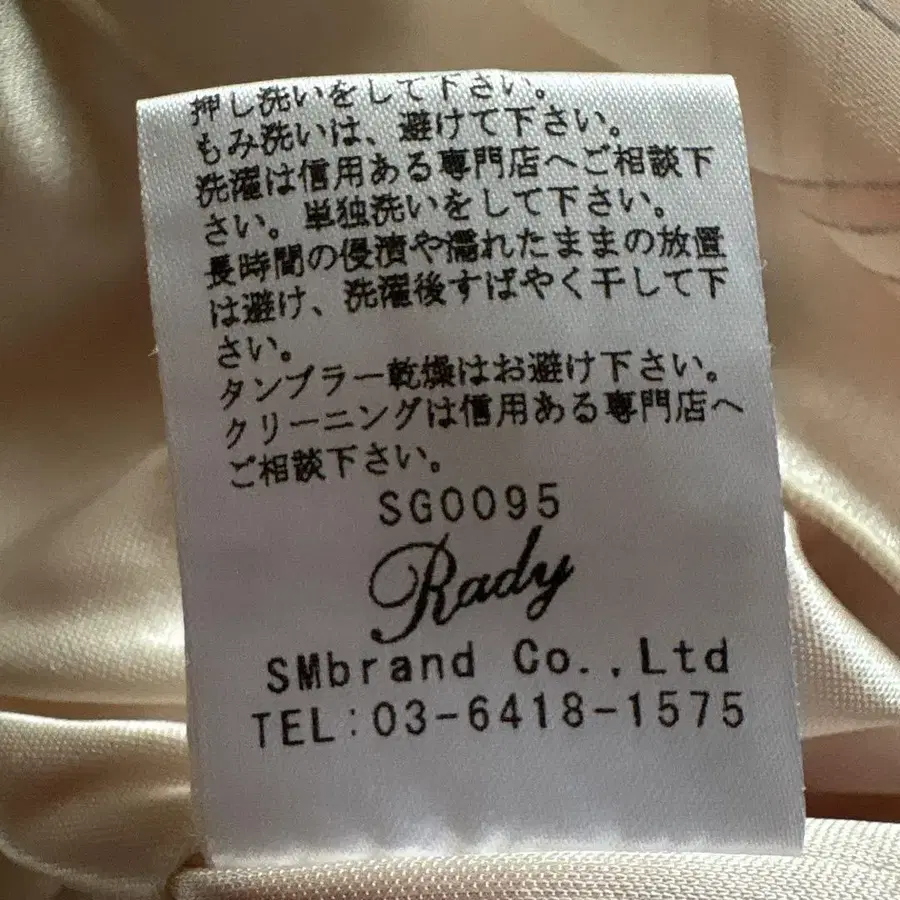 押し洗いをして下さい。
もみ洗いは、避けて下さい。
洗濯は信用ある専門店へご相談下
さい。単独洗いをして下さい。
長時間の優漬や濡れたままの放置
は避け、洗濯後すばやく干して下
さい。
タンブラー乾燥はお避け下さい。
クリーニングは信用ある専門店へ
ご相談下さい。
SG0095
Rady
SMbrand Co.,Ltd
TEL:03-6418-1575